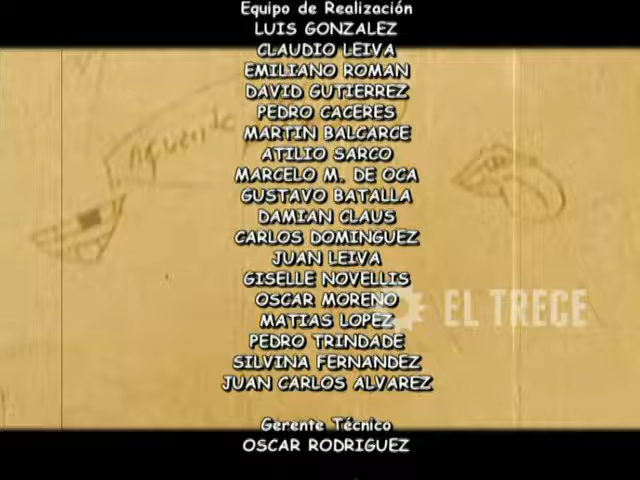 Equipo de Realización
LUIS GONZALEZ
CLAUDIO LEIVA
EMILIANO ROMAN
DAVID GUTIERREZ
PEDRO CACERES
MARTIN BALCARCE
ATILIO SARCO
MARCELO M. DE OCA
GUSTAVO BATALLA
DAMIAN CLAUS
CARLOS DOMINGUEZ
JUAN LEIVA
GISELLE NOVELLIS
OSCAR MORENO
MATIAS LOPEZ
EL TRECE
PEDRO TRINDADE
SILVINA FERNANDEZ
JUAN CARLOS ALVAREZ
Gerente Técnico
OSCAR RODRIGUEZ